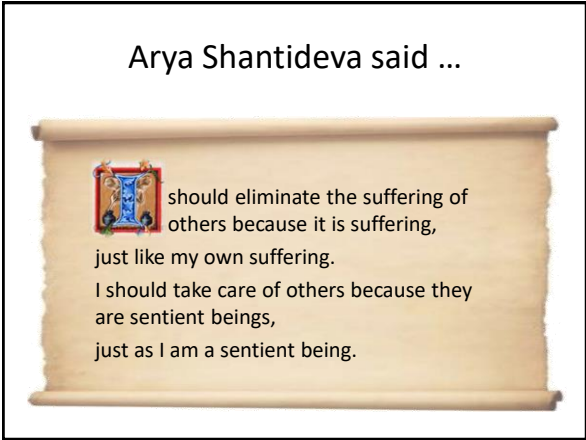 Arya Shantideva said …
I should eliminate the suffering of
others because it is suffering,
just like my own suffering.
I should take care of others because they
are sentient beings,
just as I am a sentient being.